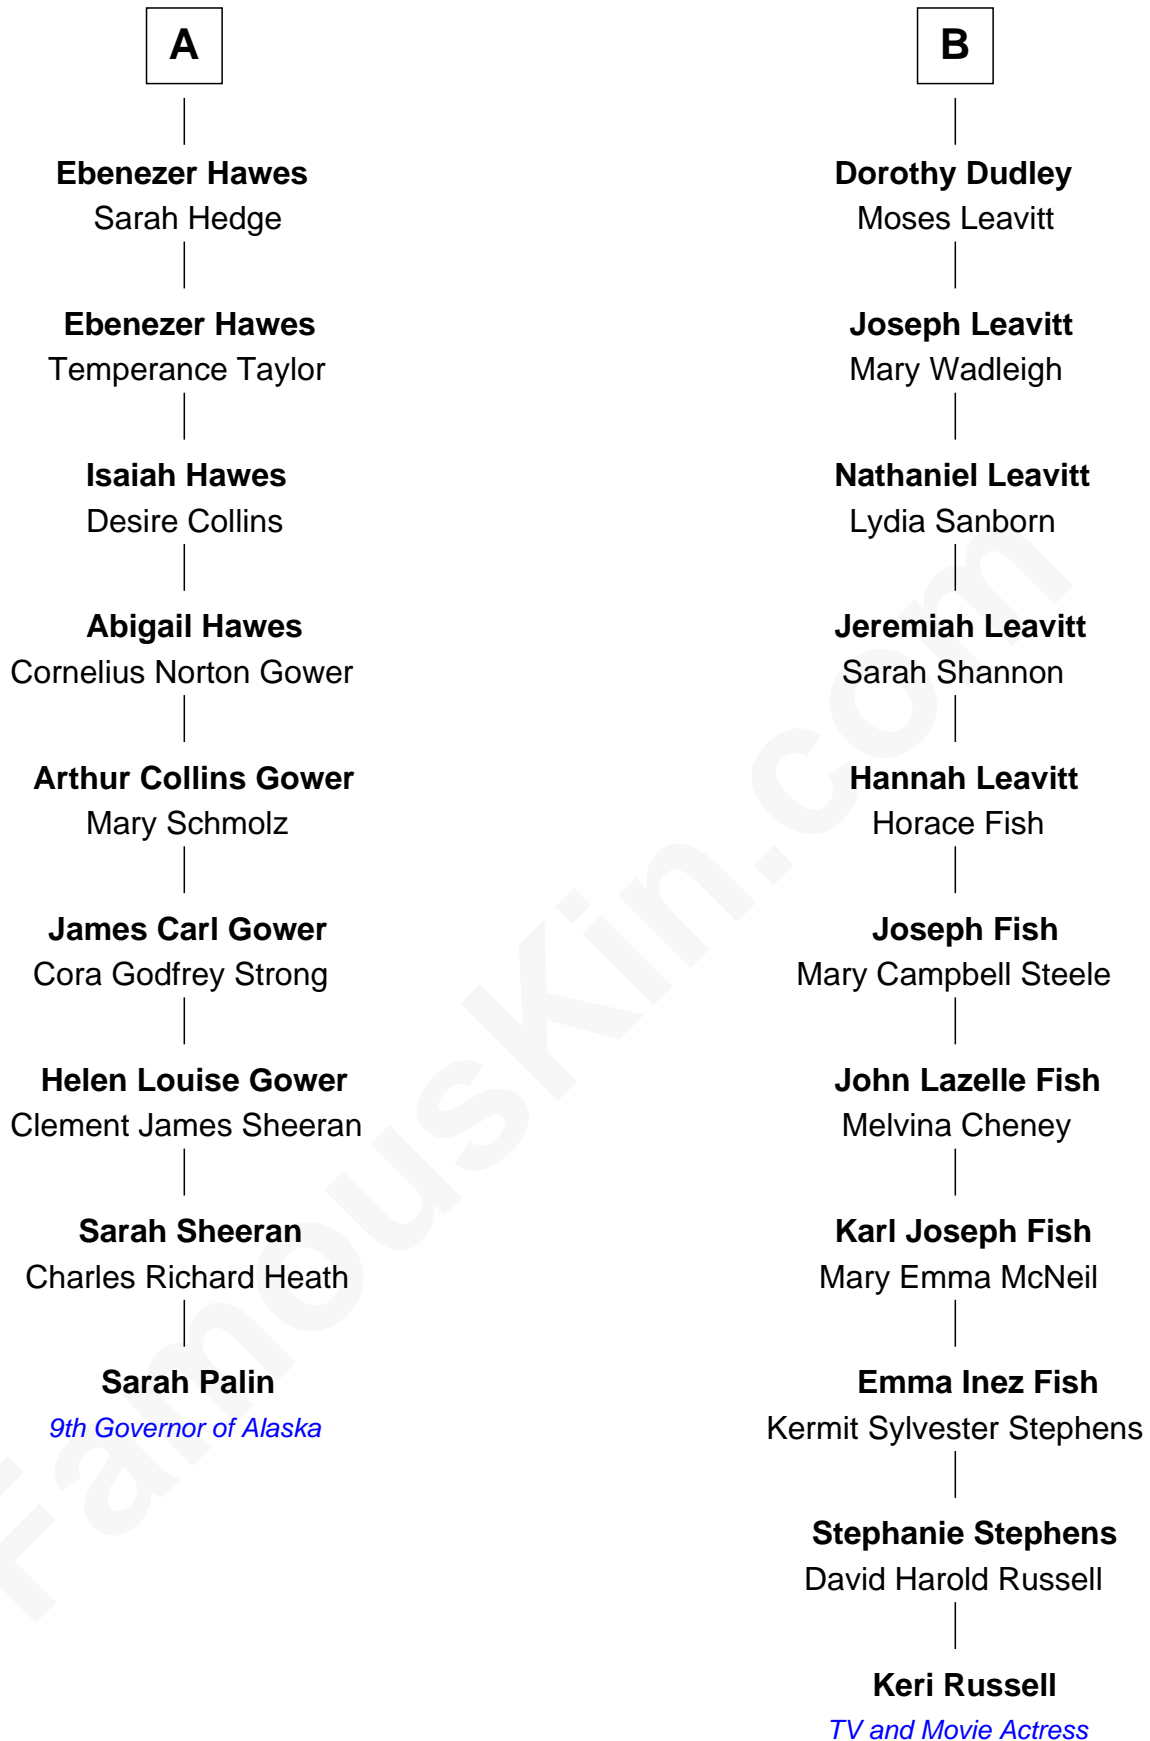 A
Ebenezer Hawes
Sarah Hedge
Ebenezer Hawes
Temperance Taylor
Isaiah Hawes
Desire Collins
Abigail Hawes
Cornelius Norton Gower
Arthur Collins Gower
Mary Schmolz
James Carl Gower
Cora Godfrey Strong
Helen Louise Gower
Clement James Sheeran
Sarah Sheeran
Charles Richard Heath
Sarah Palin
9th Governor of Alaska
B
Dorothy Dudley
Moses Leavitt
Joseph Leavitt
Mary Wadleigh
Nathaniel Leavitt
Lydia Sanborn
Jeremiah Leavitt
Sarah Shannon
Hannah Leavitt
Horace Fish
Joseph Fish
Mary Campbell Steele
John Lazelle Fish
Melvina Cheney
Karl Joseph Fish
Mary Emma McNeil
Emma Inez Fish
Kermit Sylvester Stephens
Stephanie Stephens
David Harold Russell
Keri Russell
TV and Movie Actress
FamousKin.com